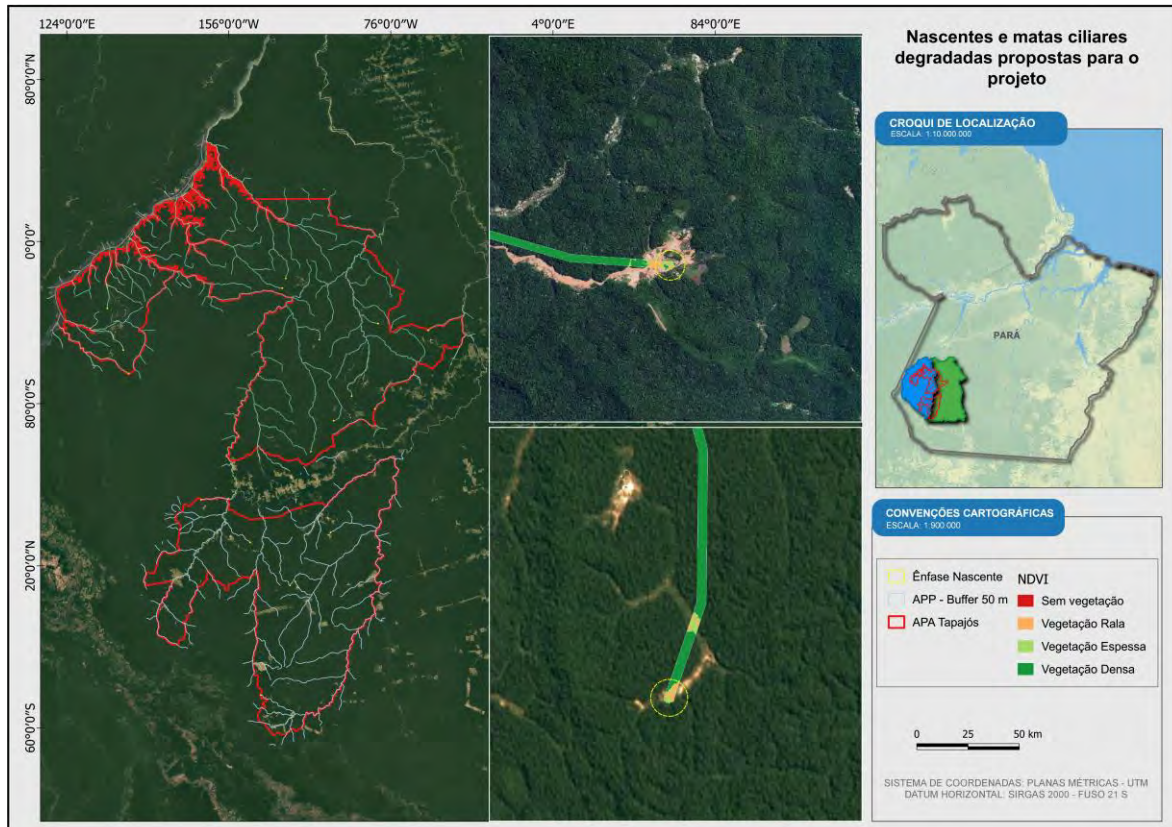 124°0'0"E
156°0'0"W
76°0'0"W
4°0'0"E
84°0'0"W
80°0'0"N
0°0'0"
80°0'0"S
20°0'0"N
60°0'0"S
Nascentes e matas ciliares
degradadas propostas para o
projeto
CROQUI DE LOCALIZAÇÃO
ESCALA: 1:10.000.000
PARÁ
CONVENÇÕES CARTOGRÁFICAS
ESCALA: 1:900.000
Ênfase Nascente
APP - Buffer 50 m
APA Tapajós
NDVI
Sem vegetação
Vegetação Rala
Vegetação Espessa
Vegetação Densa
0 25 50 km
SISTEMA DE COORDENADAS: PLANAS MÉTRICAS - UTM
DATUM HORIZONTAL: SIRGAS 2000 - FUSO 21 S